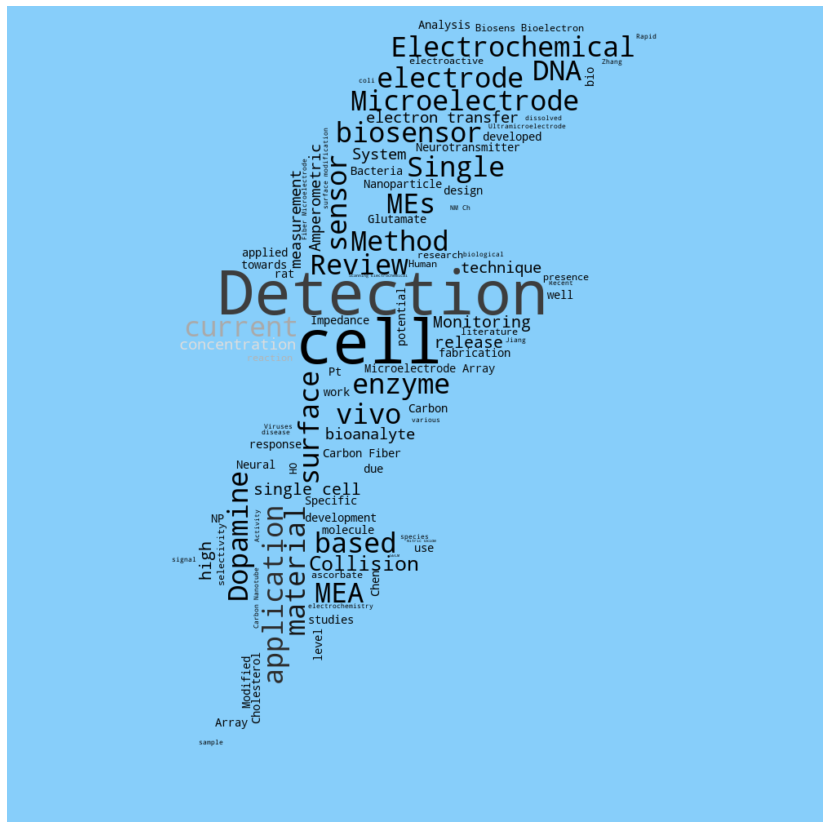 Analysis
Biosens Bioelectron
Rapid
Electrochemical
electroactive
Zhang
coli
electrode
DNA
bio
Microelectrode
electron transfer
dissolved
Ultramicroelectrode
biosensor
developed
Neurotransmitter
System
Single
Bacteria
Nanoparticle
design
surface modification
Fiber Microelectrode
Amperometric
measurement
sensor
MEs
NW Ch
Glutamate
Method
applied
towards
rat
Review
Human
research
biological
technique
presence
Recent
well
Detection
potential
current
concentration
Impedance
cell
Monitoring
literature
release
Jiang
fabrication
Pt
Microelectrode Array
work
enzyme
surface
vivo
Carbon
various
Viruses
disease
bioanalyte
response
Carbon Fiber
Neural
HO
due
single cell
Specific
Dopamine
NP
selectivity
high
signal
Activity
application
material
development
molecule
species
based
use
Collision
ascorbate
Chen
Carbon Nanotube
MEA
electrochemistry
studies
level
Modified
Cholesterol
Array
sample